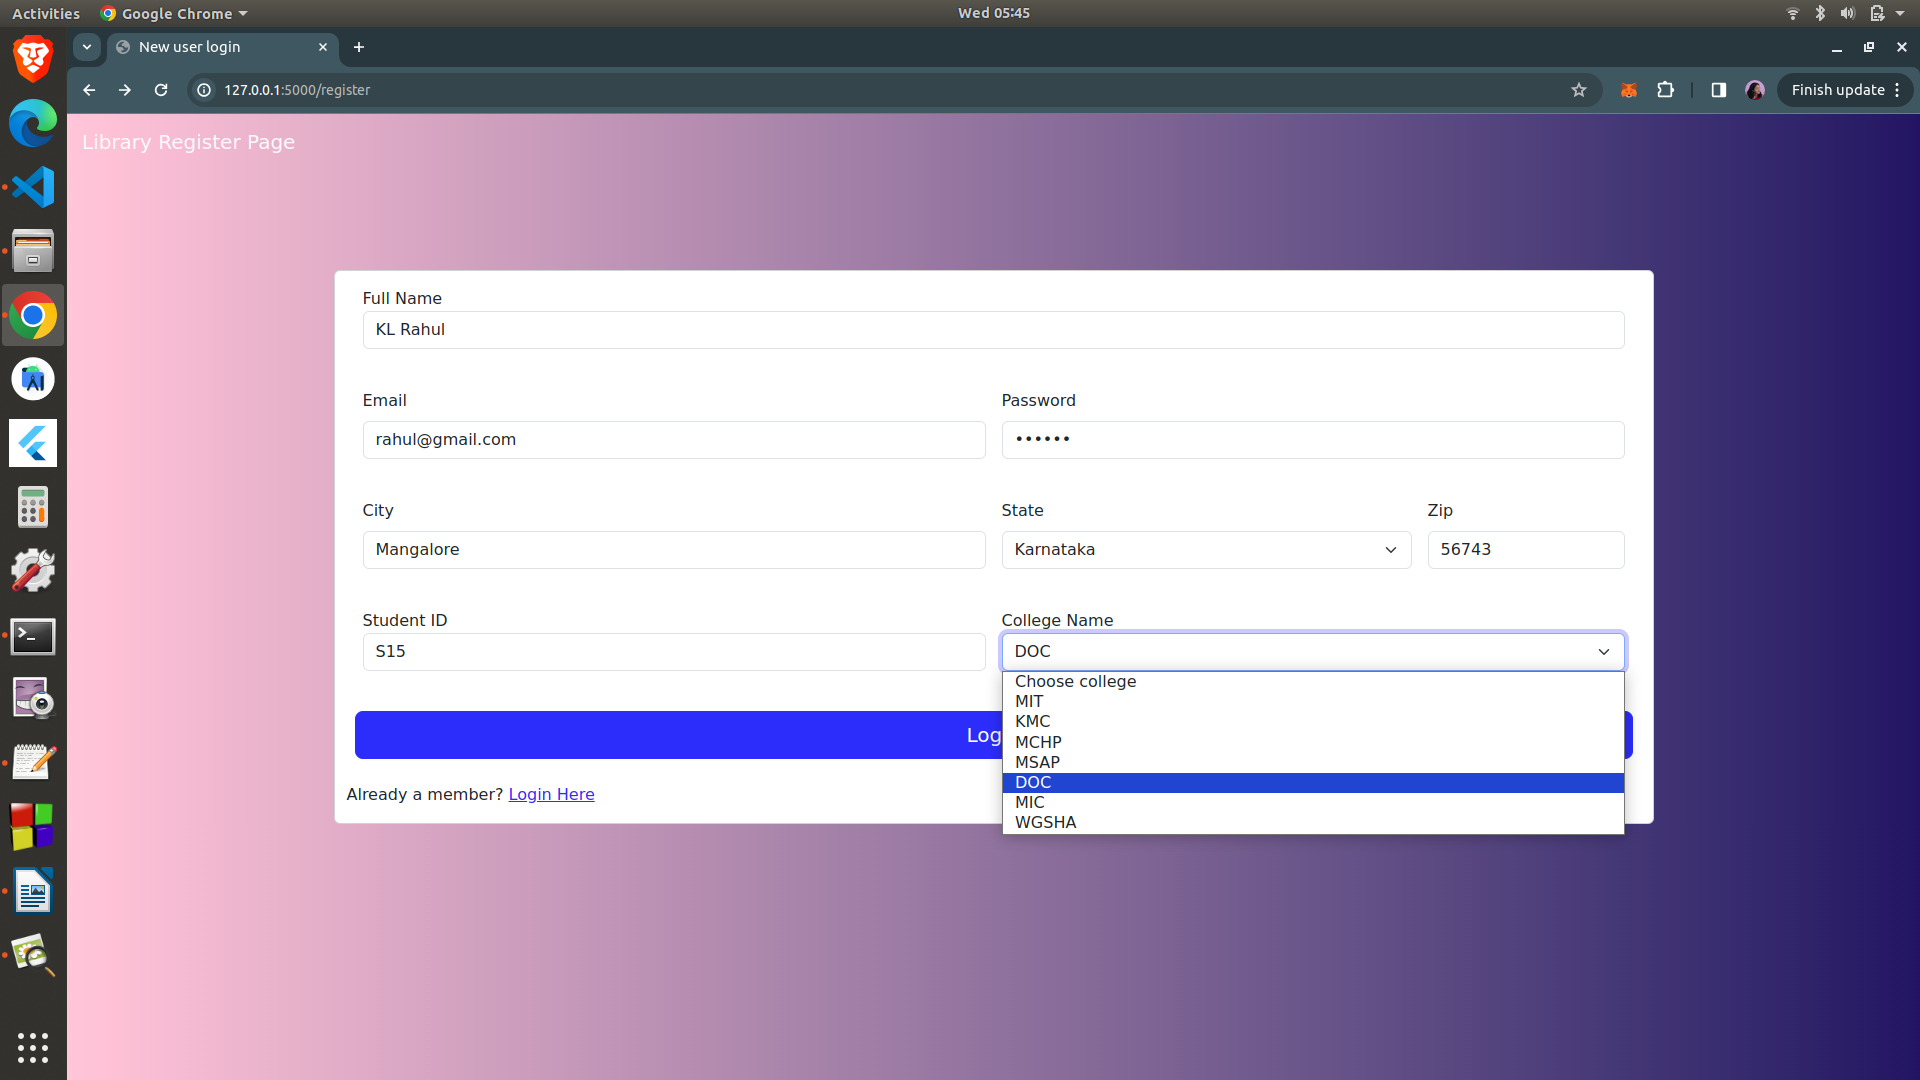 Activities Google Chrome Wed 05:45
New user login
127.0.0.1:5000/register Finish update
Library Register Page
Full Name
KL Rahul
Email Password
rahul@gmail.com ••••••
City State Zip
Mangalore Karnataka 56743
Student ID College Name
S15 DOC
Choose college
MIT
KMC
Log
MCHP
MSAP
DOC
Already a member? Login Here
MIC
WGSHA